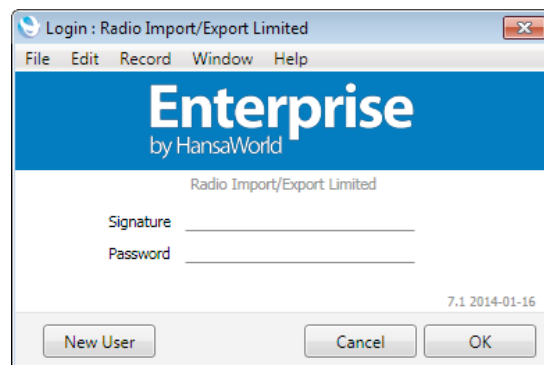 Login : Radio Import/Export Limited
File Edit Record Window Help
Enterprise
by HansaWorld
Radio Import/Export Limited
Signature
Password
7.1 2014-01-16
New User Cancel OK